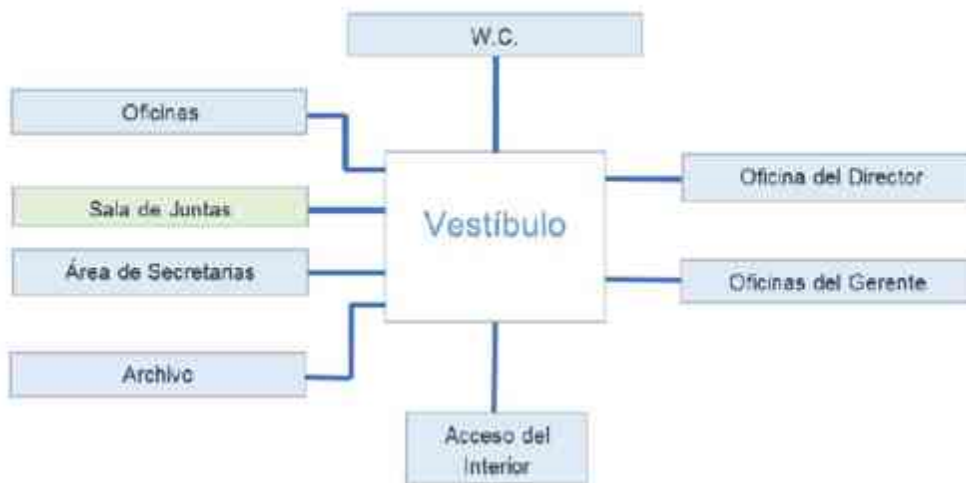 W.C.
Oficinas
Sala de Juntas
Área de Secretarias
Archivo
Vestíbulo
Oficina del Director
Oficinas del Gerente
Acceso del
Interior